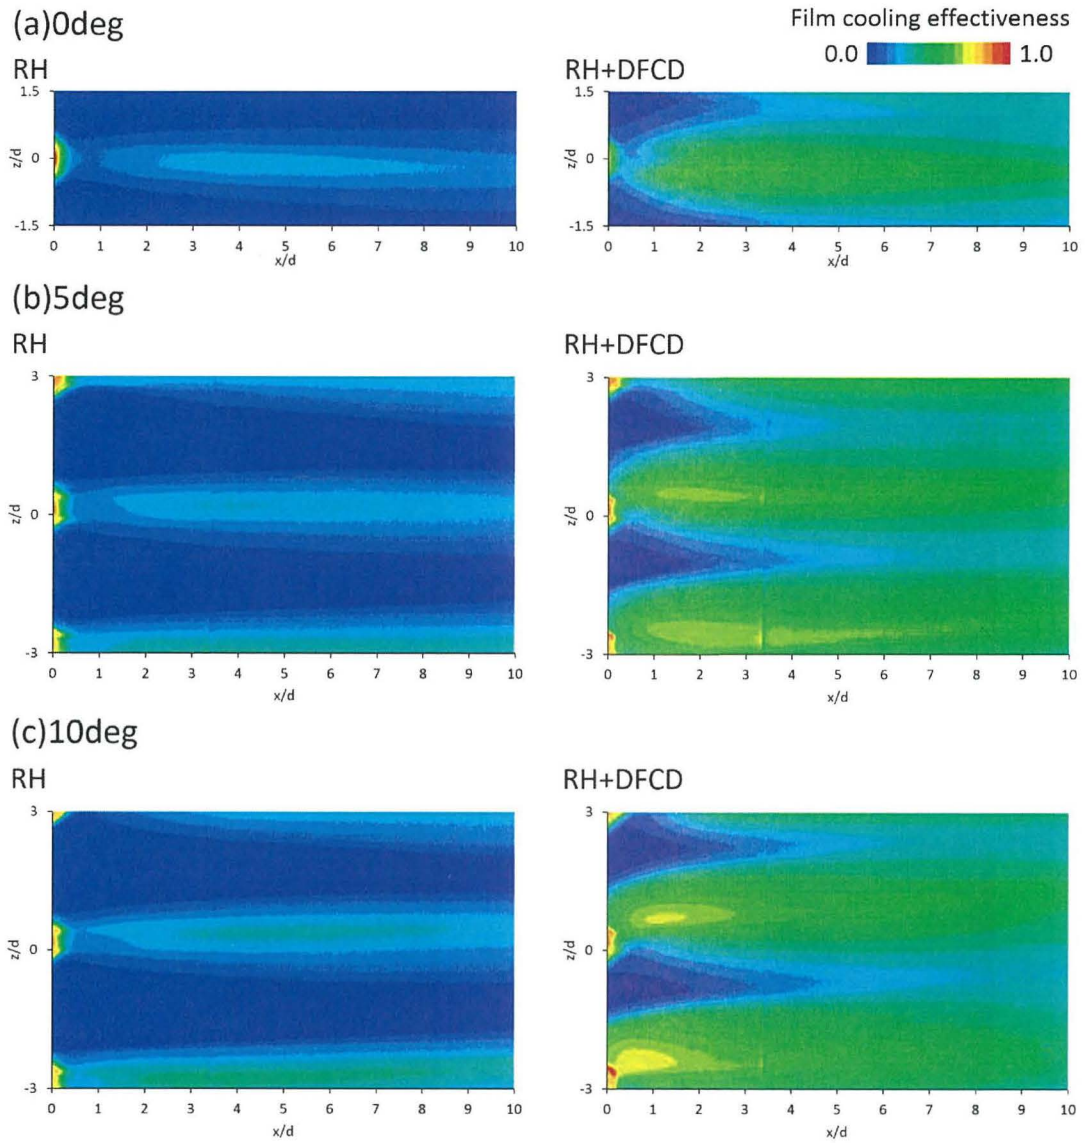 (a)0deg
Film cooling effectiveness
0.0 1.0
RH
RH+DFCD
1.5
z/d 0
-1.5
0 1 2 3 4 5 6 7 8 9 10
x/d
1.5
z/d 0
-1.5
0 1 2 3 4 5 6 7 8 9 10
x/d
(b)5deg
RH
RH+DFCD
3
z/d 0
-3
0 1 2 3 4 5 6 7 8 9 10
x/d
3
z/d 0
-3
0 1 2 3 4 5 6 7 8 9 10
x/d
(c)10deg
RH
RH+DFCD
3
z/d 0
-3
0 1 2 3 4 5 6 7 8 9 10
x/d
3
z/d 0
-3
0 1 2 3 4 5 6 7 8 9 10
x/d